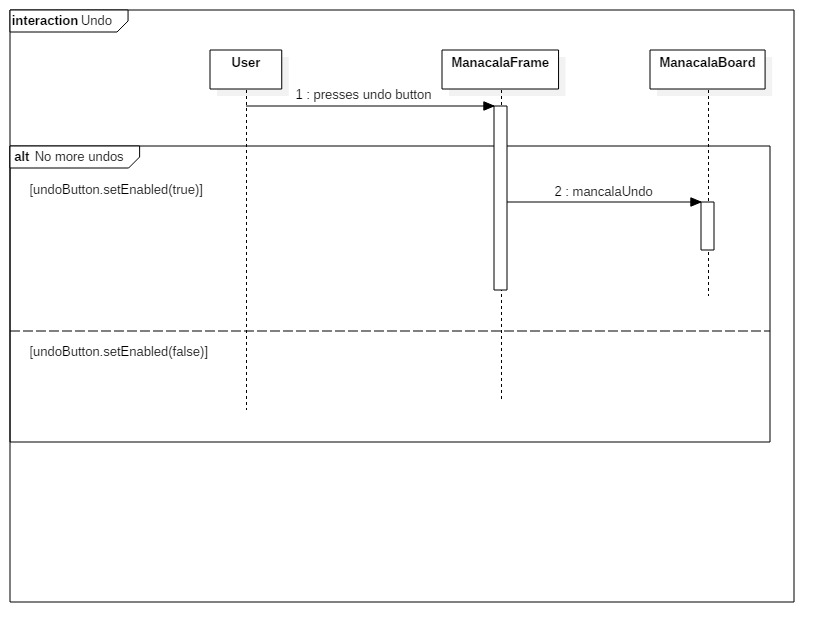 interaction Undo
User
ManacalaFrame
ManacalaBoard
1 : presses undo button
alt No more undos
[undoButton.setEnabled(true)]
2 : mancalaUndo
[undoButton.setEnabled(false)]